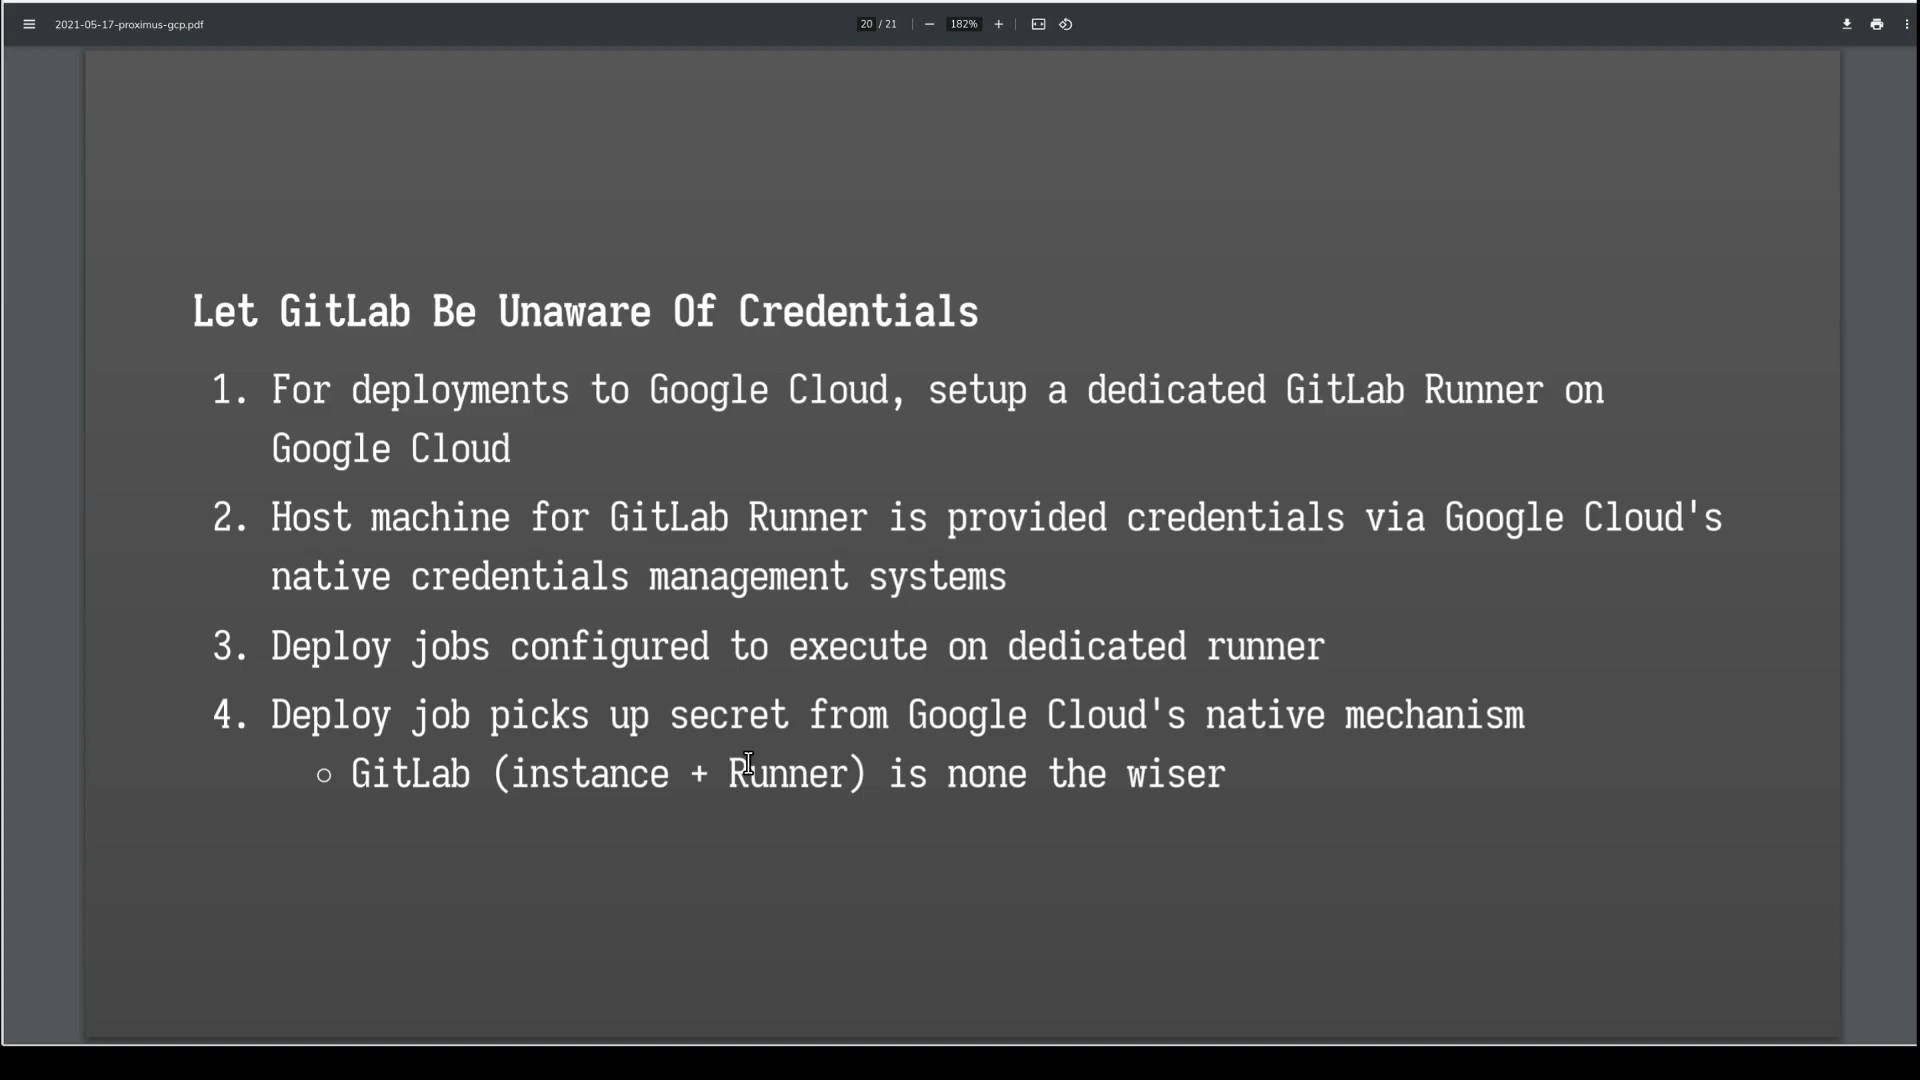 2021-05-17-proximus-gcp.pdf
20 / 21
182%
Let GitLab Be Unaware Of Credentials
1. For deployments to Google Cloud, setup a dedicated GitLab Runner on
Google Cloud
2. Host machine for GitLab Runner is provided credentials via Google Cloud's
native credentials management systems
3. Deploy jobs configured to execute on dedicated runner
4. Deploy job picks up secret from Google Cloud's native mechanism
○ GitLab (instance + Runner) is none the wiser